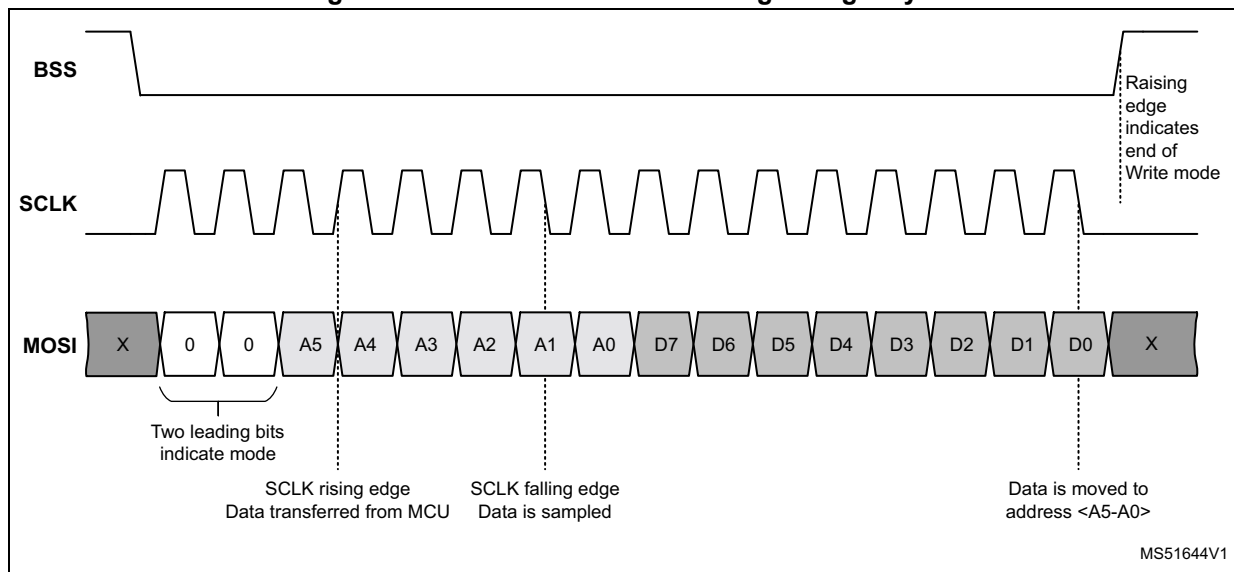 BSS
Raising
edge
indicates
end of
Write mode
SCLK
MOSI X 0 0 A5 A4 A3 A2 A1 A0 D7 D6 D5 D4 D3 D2 D1 D0 X
Two leading bits
indicate mode
SCLK rising edge
Data transferred from MCU
SCLK falling edge
Data is sampled
Data is moved to
address <A5-A0>
MS51644V1